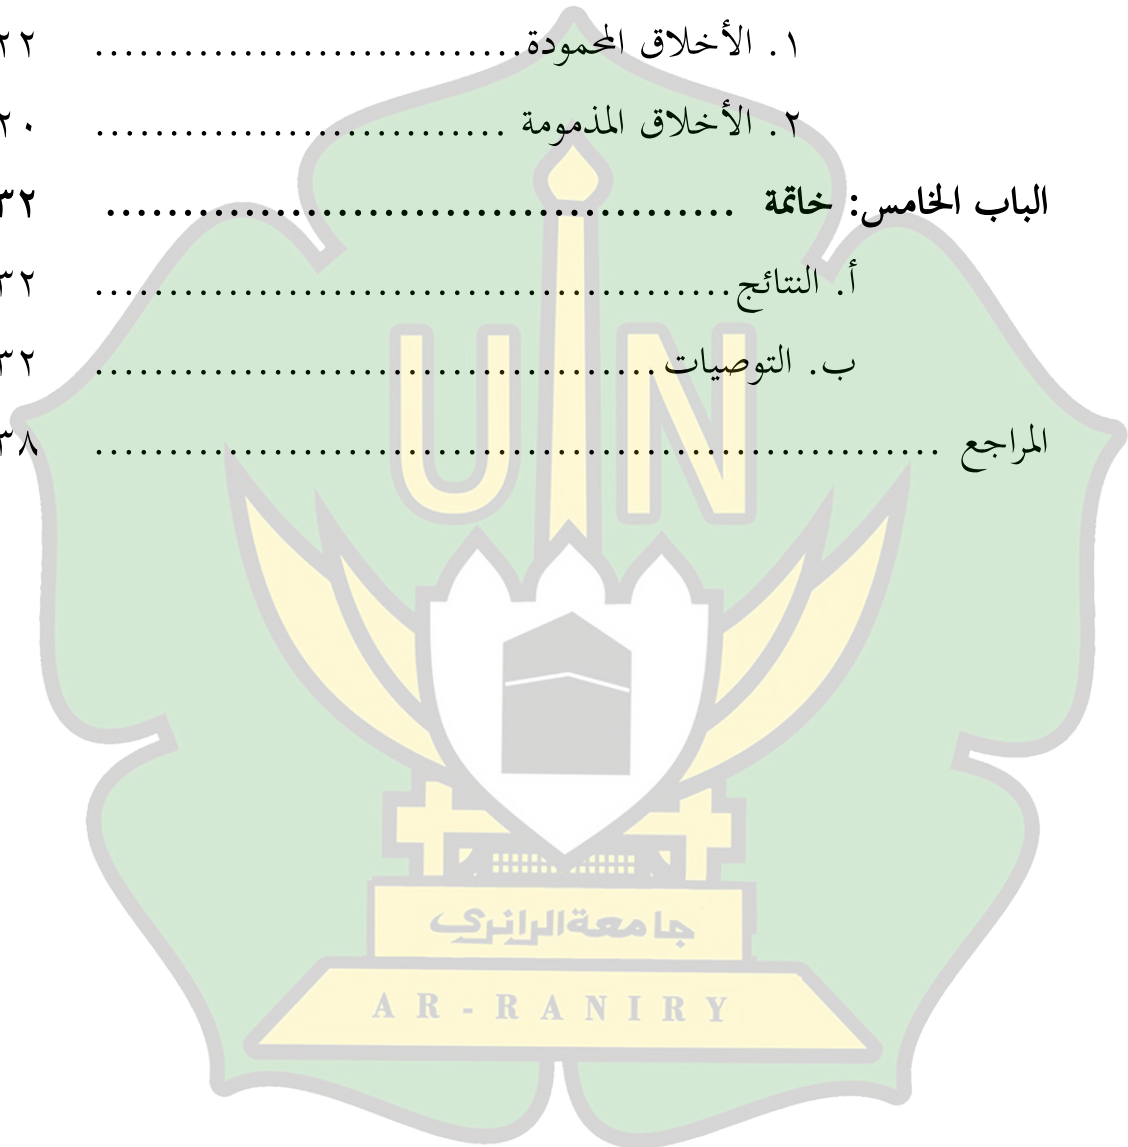 ١. الأخلاق المحمودة............................. ٢٢
٢. الأخلاق المذمومة ............................ ٢٠
الباب الخامس: خاتمة ........................................ ٣٢
أ. النتائج........................................... ٣٢
ب. التوصيات...................................... ٣٢
المراجع ......................................................... ٣٨
UIN
جامعة الرانري
AR-RANIRY